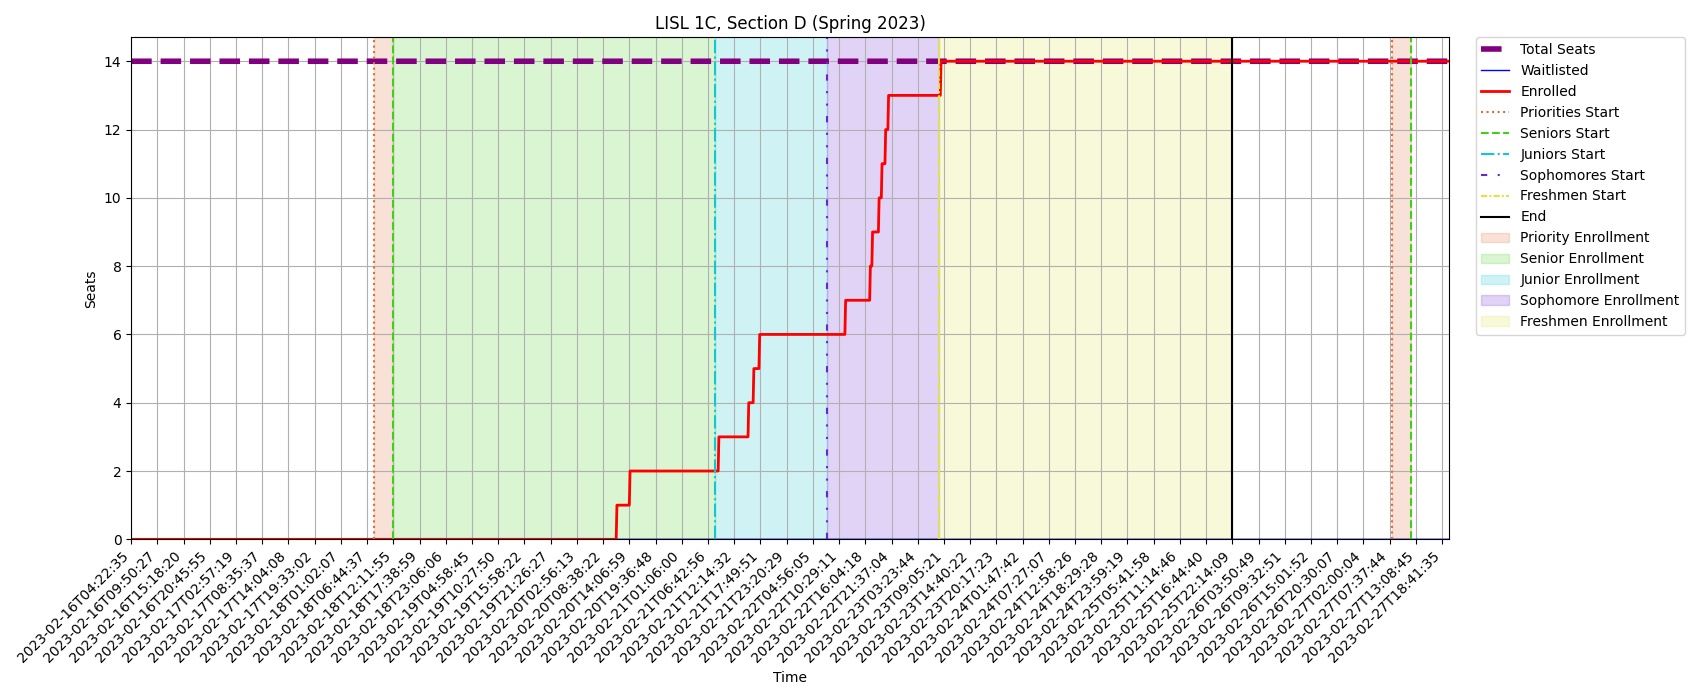 LISL 1C, Section D (Spring 2023)
Seats
14
12
10
8
6
4
2
0
2023-02-16T04:22:35
2023-02-16T09:50:27
2023-02-16T15:18:20
2023-02-16T20:45:55
2023-02-17T02:57:19
2023-02-17T08:35:37
2023-02-17T14:04:08
2023-02-17T19:33:02
2023-02-18T01:02:07
2023-02-18T06:44:37
2023-02-18T12:11:55
2023-02-18T17:38:59
2023-02-18T23:06:06
2023-02-19T04:58:45
2023-02-19T10:27:50
2023-02-19T15:58:22
2023-02-19T21:26:27
2023-02-20T02:56:13
2023-02-20T08:38:22
2023-02-20T14:06:59
2023-02-20T19:36:48
2023-02-21T01:06:00
2023-02-21T06:42:56
2023-02-21T12:14:32
2023-02-21T17:49:51
2023-02-21T23:20:29
2023-02-22T04:56:05
2023-02-22T10:29:11
2023-02-22T16:04:18
2023-02-22T21:37:04
2023-02-23T03:23:44
2023-02-23T09:05:21
2023-02-23T14:40:22
2023-02-23T20:17:23
2023-02-24T01:47:42
2023-02-24T07:27:07
2023-02-24T12:58:26
2023-02-24T18:29:28
2023-02-24T23:59:19
2023-02-25T05:41:58
2023-02-25T11:14:46
2023-02-25T16:44:40
2023-02-25T22:14:09
2023-02-26T03:50:49
2023-02-26T09:32:51
2023-02-26T15:01:52
2023-02-26T20:30:07
2023-02-27T02:00:04
2023-02-27T07:37:44
2023-02-27T13:08:45
2023-02-27T18:41:35
Time
Total Seats
Waitlisted
Enrolled
Priorities Start
Seniors Start
Juniors Start
Sophomores Start
Freshmen Start
End
Priority Enrollment
Senior Enrollment
Junior Enrollment
Sophomore Enrollment
Freshmen Enrollment